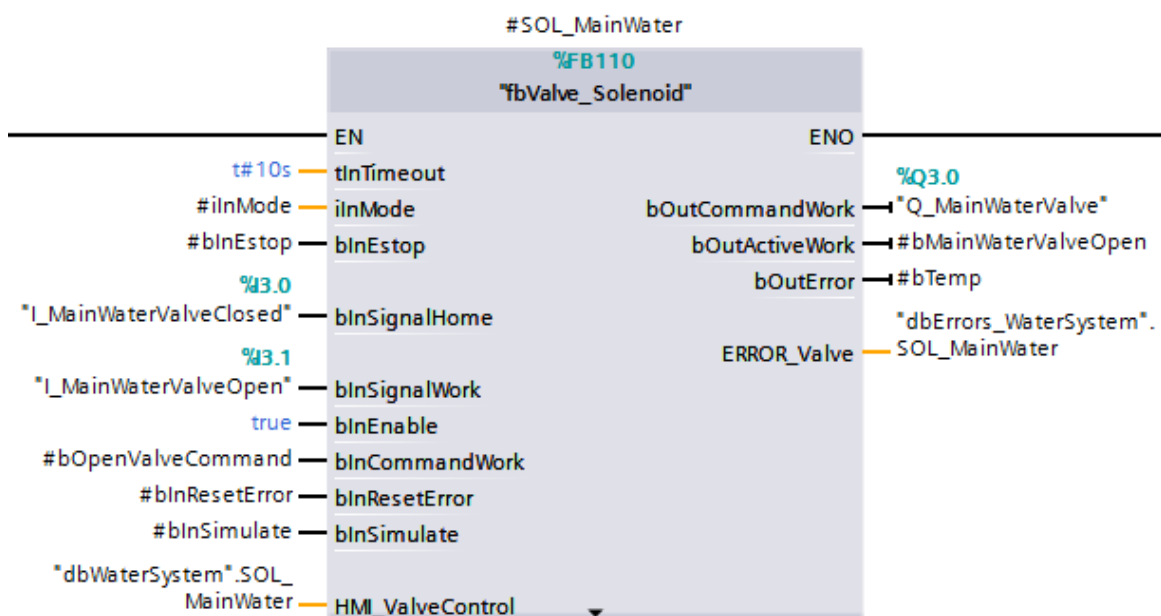 #SOL_MainWater
%FB110
"fbValve_Solenoid"
EN
ENO
t#10s
tInTimeout
#iInMode
iInMode
#bInEstop
bInEstop
%I3.0
"I_MainWaterValveClosed"
bInSignalHome
%I3.1
"I_MainWaterValveOpen"
bInSignalWork
true
bInEnable
#bOpenValveCommand
bInCommandWork
#bInResetError
bInResetError
#bInSimulate
bInSimulate
"dbWaterSystem".SOL_
MainWater
HMI_ValveControl
bOutCommandWork
%Q3.0
"Q_MainWaterValve"
bOutActiveWork
#bMainWaterValveOpen
bOutError
#bTemp
ERROR_Valve
"dbErrors_WaterSystem".
SOL_MainWater